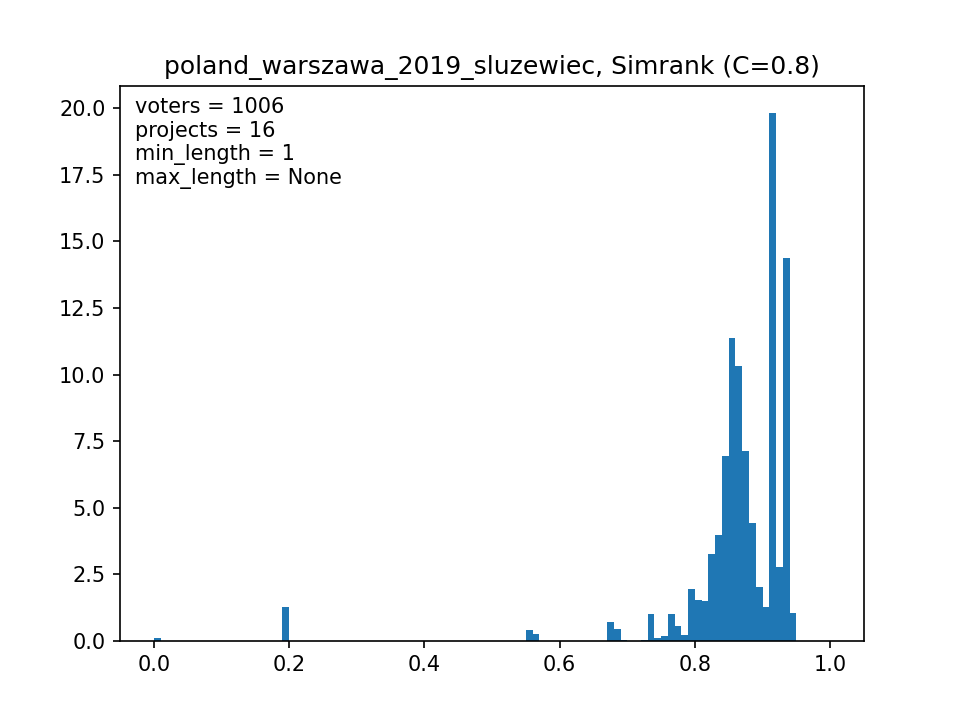 poland_warszawa_2019_sluzewiec, Simrank (C=0.8)
voters = 1006
projects = 16
min_length = 1
max_length = None
20.0
17.5
15.0
12.5
10.0
7.5
5.0
2.5
0.0
0.0 0.2 0.4 0.6 0.8 1.0